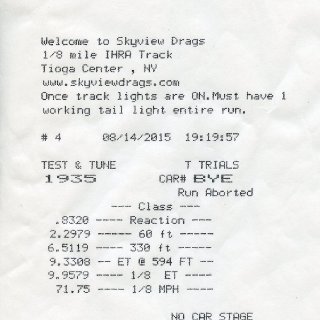 Welcome to Skyview Drags
1/8 mile IHRA Track
Tioga Center , NY
www.skyviewdrags.com
Once track lights are ON.Must have 1
working tail light entire run.
# 4 08/14/2015 19:19:57
TEST & TUNE T TRIALS
1935 CAR# BYE
Run Aborted
--- Class ---
.8320 ---- Reaction ---
2.2979 ----- 60 ft -----
6.5119 ---- 330 ft -----
9.3308 -- ET @ 594 FT --
9.9579 ---- 1/8 ET ----
71.75 ---- 1/8 MPH ----
NO CAR STAGE